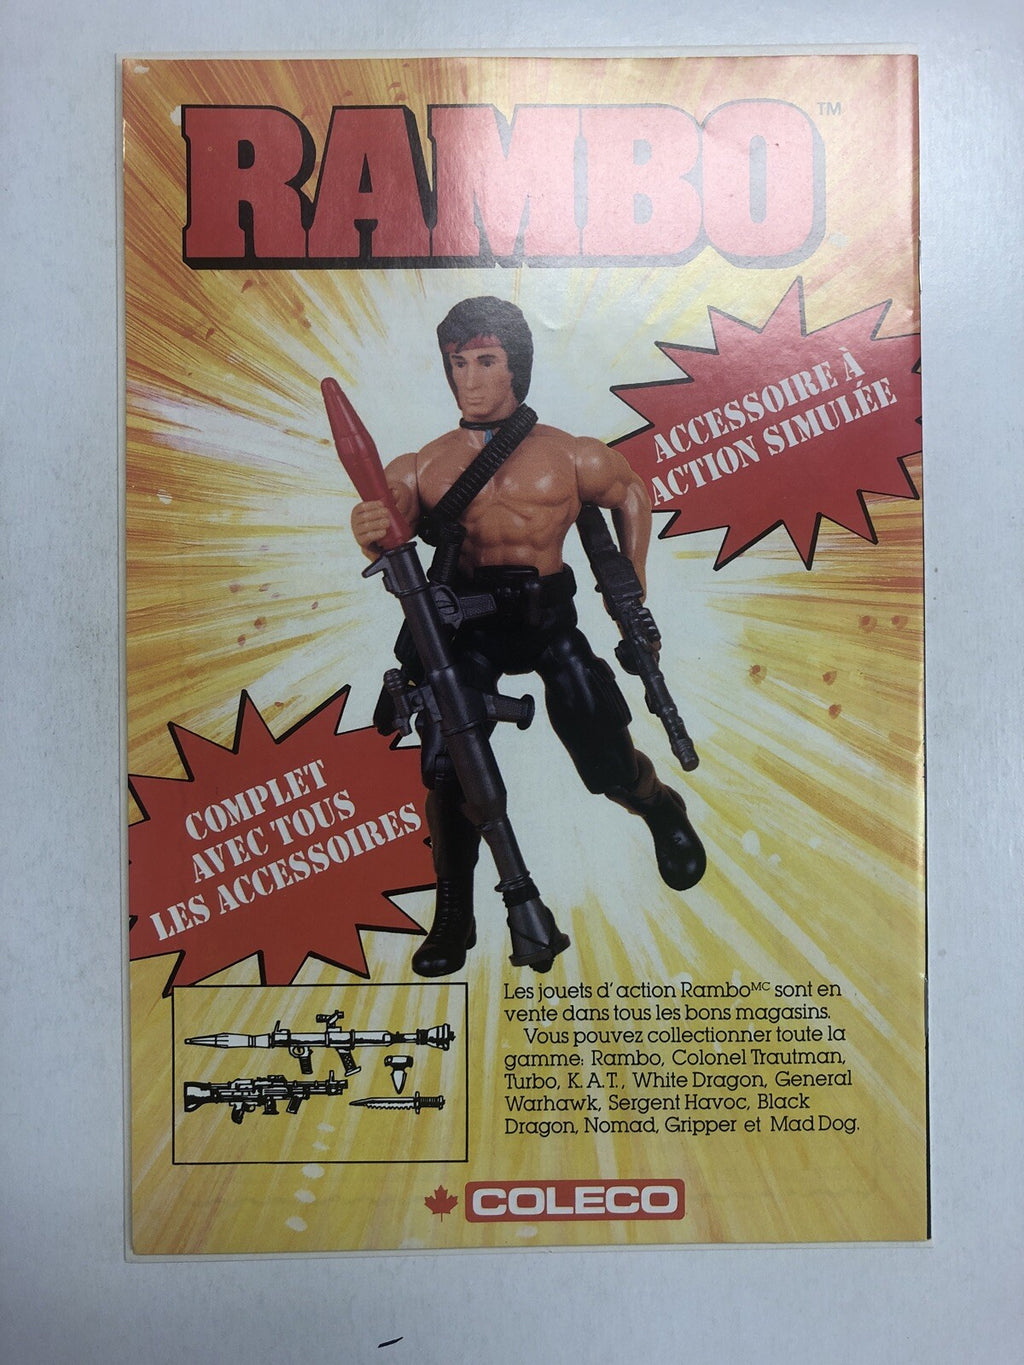 RAMBO™
ACCESSOIRE À
ACTION SIMULÉE
COMPLET
AVEC TOUS
LES ACCESSOIRES
Les jouets d'action Rambo MC sont en
vente dans tous les bons magasins.
Vous pouvez collectionner toute la
gamme: Rambo, Colonel Trautman,
Turbo, K.A.T., White Dragon, General
Warhawk, Sergent Havoc, Black
Dragon, Nomad, Gripper et Mad Dog.
COLECO